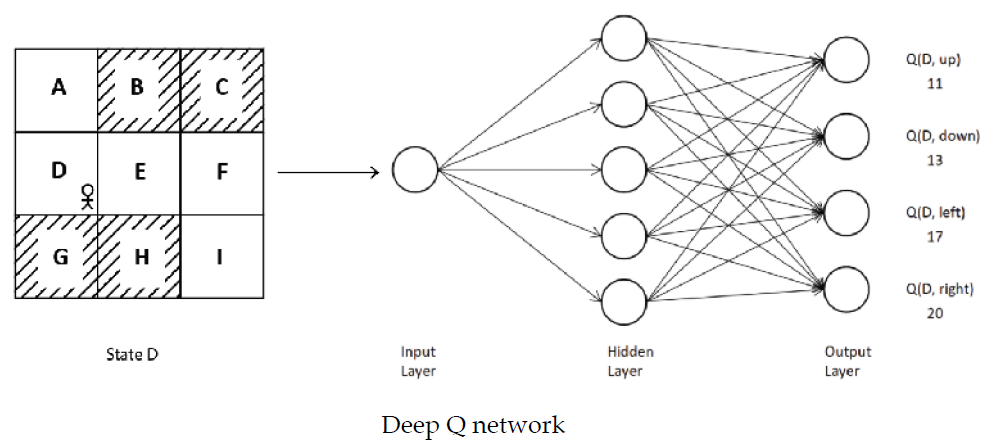 A B C
D E F
G H I
State D
Input
Layer
Hidden
Layer
Output
Layer
Q(D, up)
11
Q(D, down)
13
Q(D, left)
17
Q(D, right)
20
Deep Q network